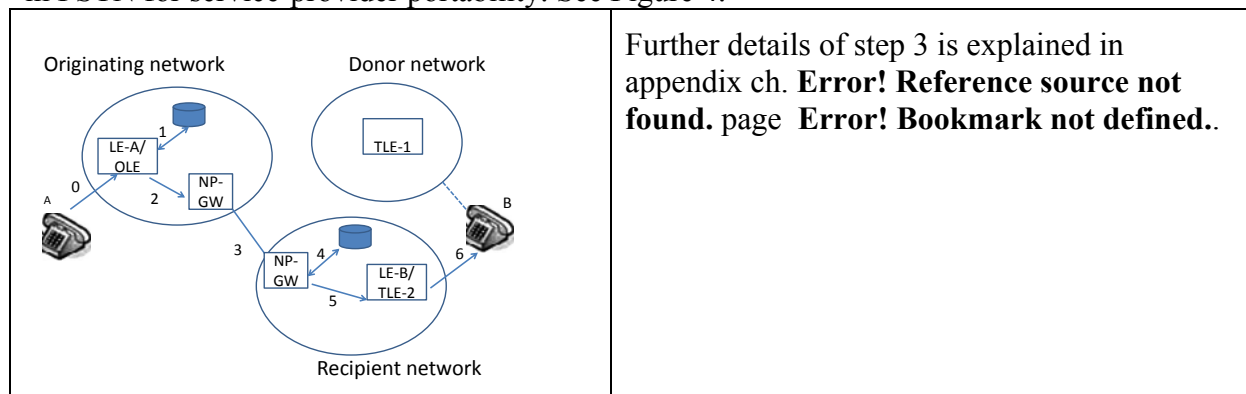 in PSTN for service provider portability. See Figure 4.
Originating network
Donor network
1
LE-A/
OLE
TLE-1
0
A
2
NP-
GW
B
3
NP-
GW
4
LE-B/
TLE-2
6
5
Recipient network
Further details of step 3 is explained in
appendix ch. Error! Reference source not
found. page Error! Bookmark not defined..